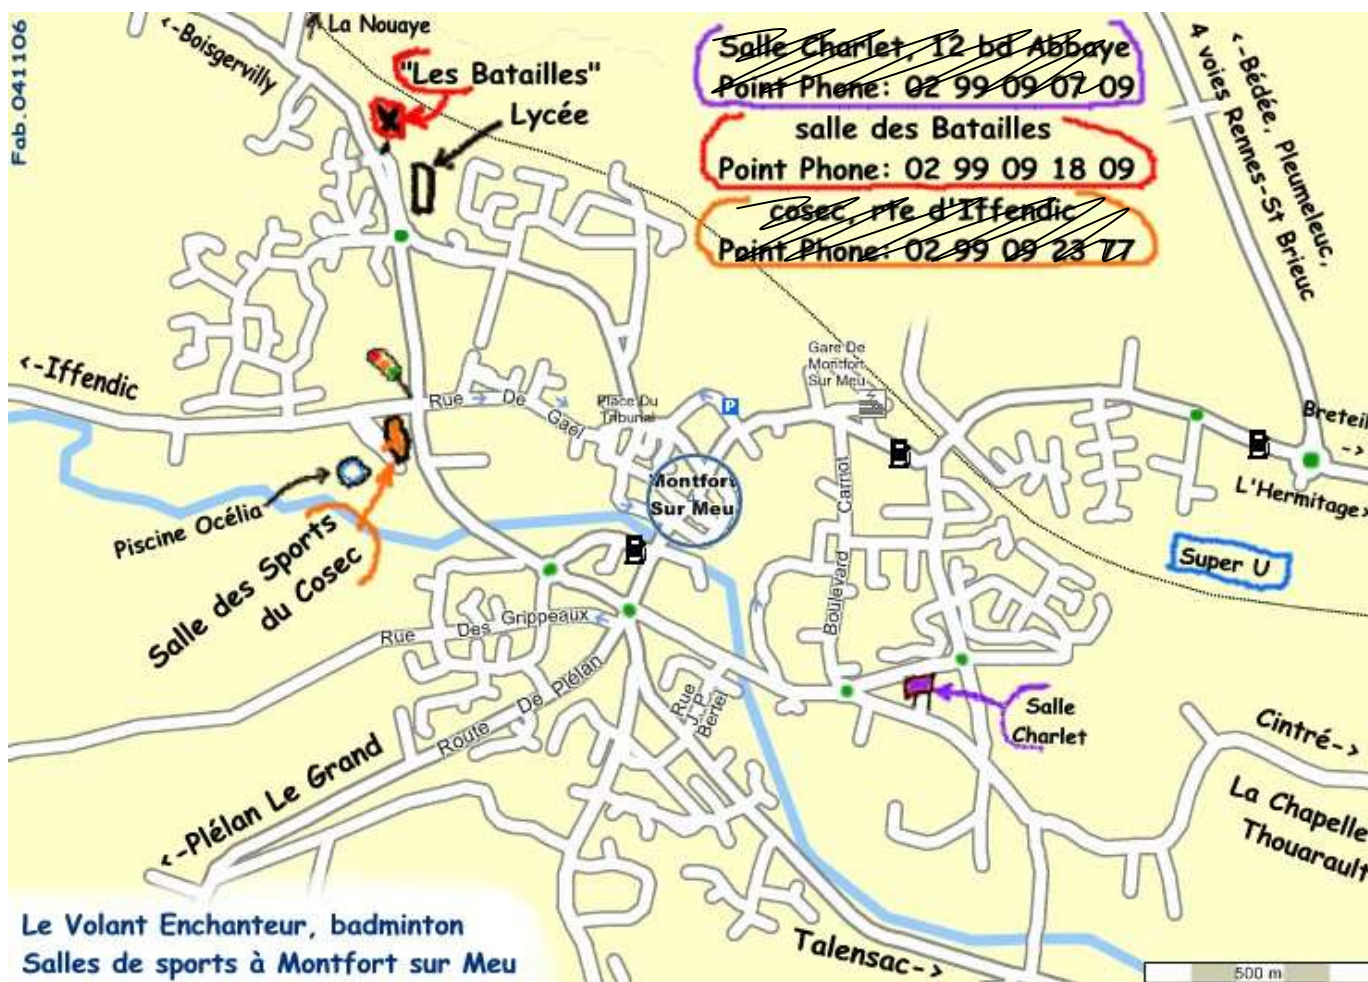 Fab.041106
<-Boisgervilly
La Nouaye
"Les Batailles"
Lycée
Salle Charlet, 12 bd Abbaye
Point Phone: 02 99 09 07 09
salle des Batailles
Point Phone: 02 99 09 18 09
cosec, rte d'Iffendic
Point Phone: 02 99 09 23 77
<-Bédée, Pleumeleuc,
4 voies Rennes-St Brieuc
<-Iffendic
Rue De Gaël
Place Du
Tribunal
P
Gare De
Montfort
Sur Meu
Breteil
->
L'Hermitage>
Super U
Montfort
Sur Meu
Boulevard Carnot
Piscine Océlia
Salle des Sports
du Cosec
Rue Des Grippeaux
Route De Plélan
Rue
J-P
Bertel
Salle
Charlet
Cintré->
La Chapelle
Thouarault
<-Plélan Le Grand
Talensac->
Le Volant Enchanteur, badminton
Salles de sports à Montfort sur Meu
500 m